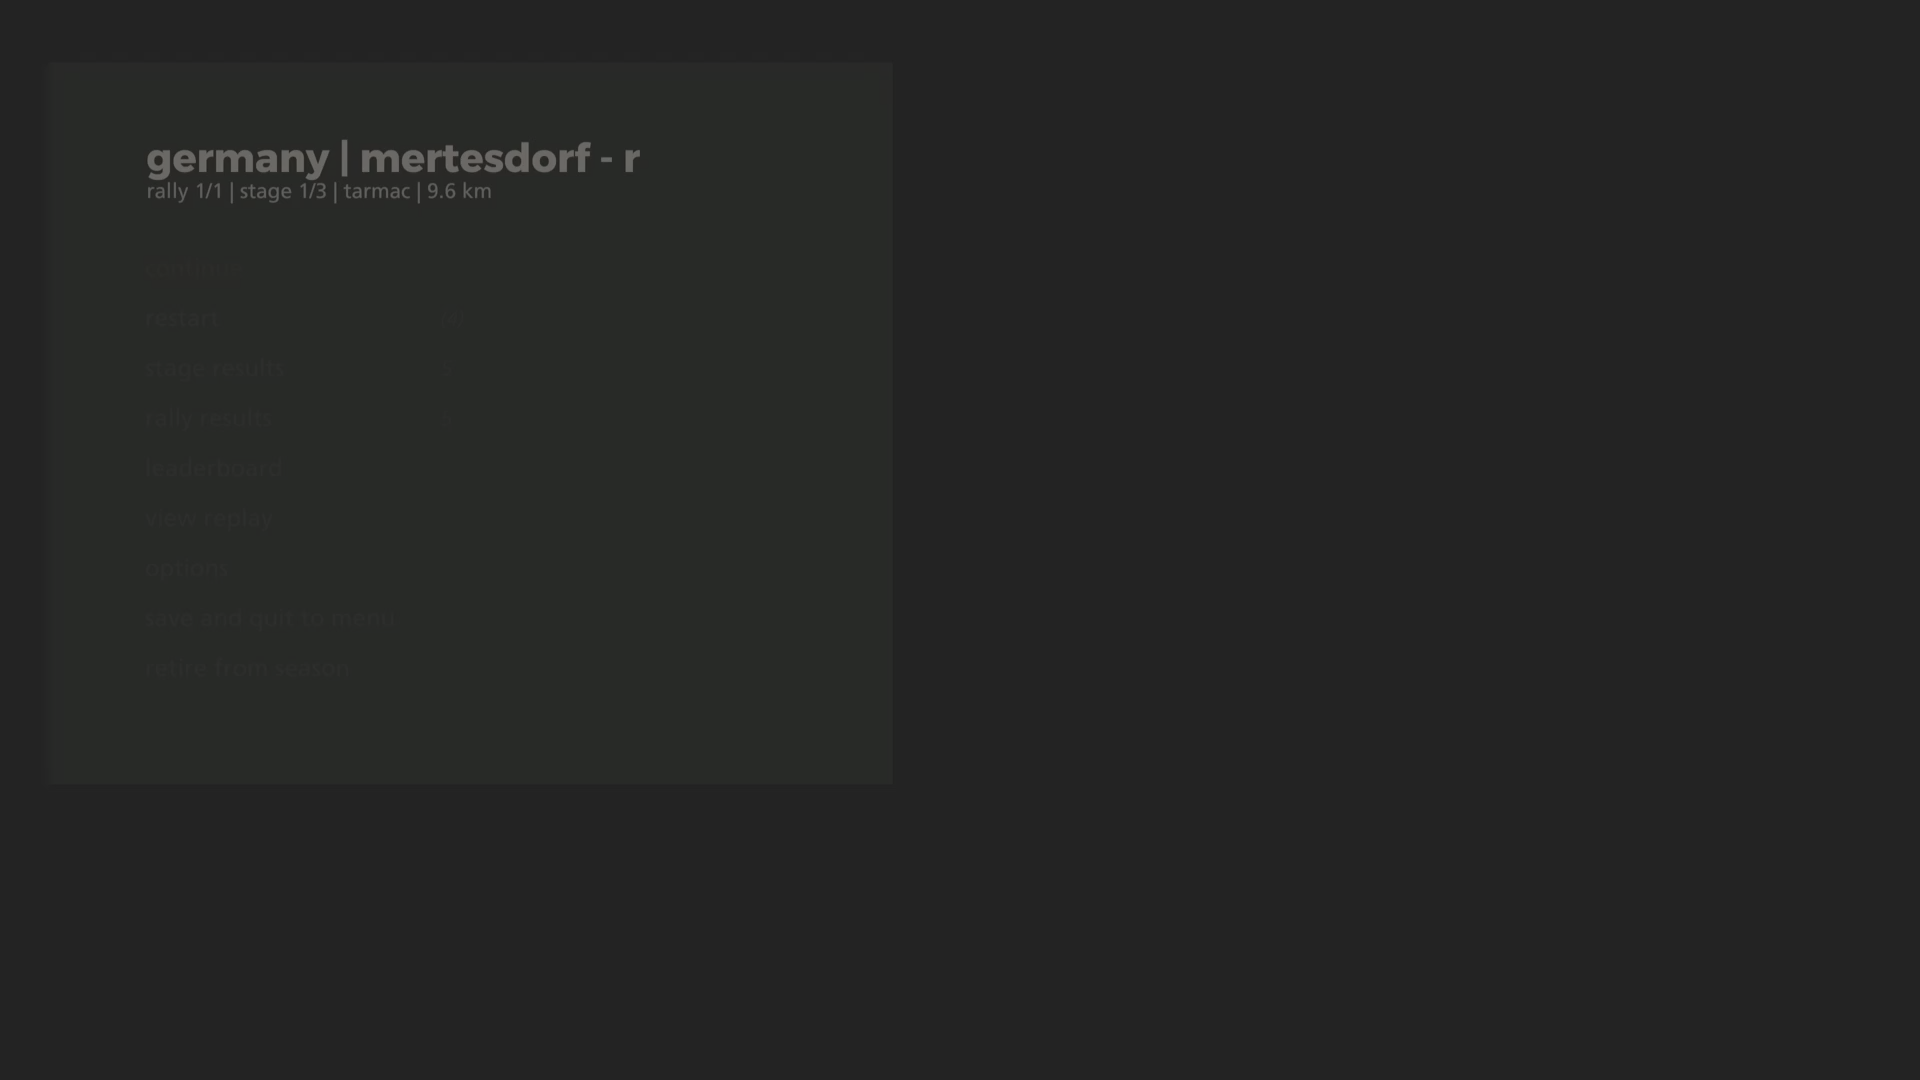 germany | mertesdorf - r
rally 1/1 | stage 1/3 | tarmac | 9.6 km
continue
restart
stage results 5
rally results
leaderboard
view replay
options
save and quit to menu
retire from season